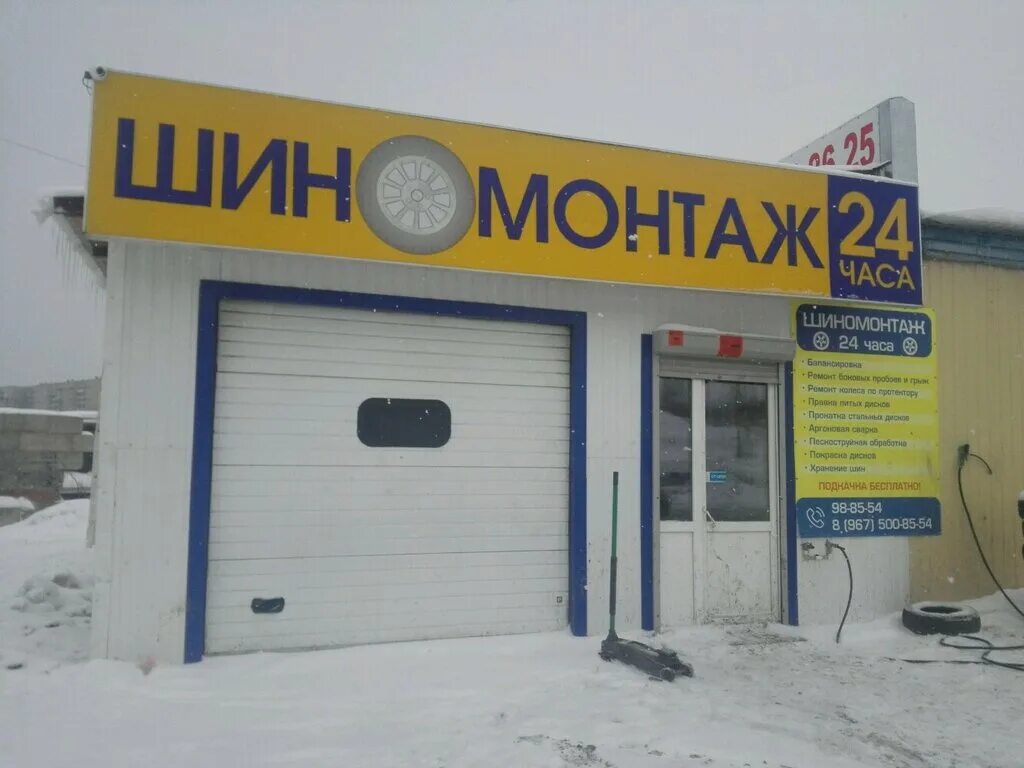 26 25
ШИНОМОНТАЖ
24
ЧАСА
ШИНОМОНТАЖ
24 часа
· Балансировка
· Ремонт боковых пробоев и грыж
· Ремонт колеса по протектору
· Правка литых дисков
· Прокатка стальных дисков
· Аргоновая сварка
· Пескоструйная обработка
· Покраска дисков
· Хранение шин
ПОДКАЧКА БЕСПЛАТНО!
98-85-54
8 (967) 500-85-54